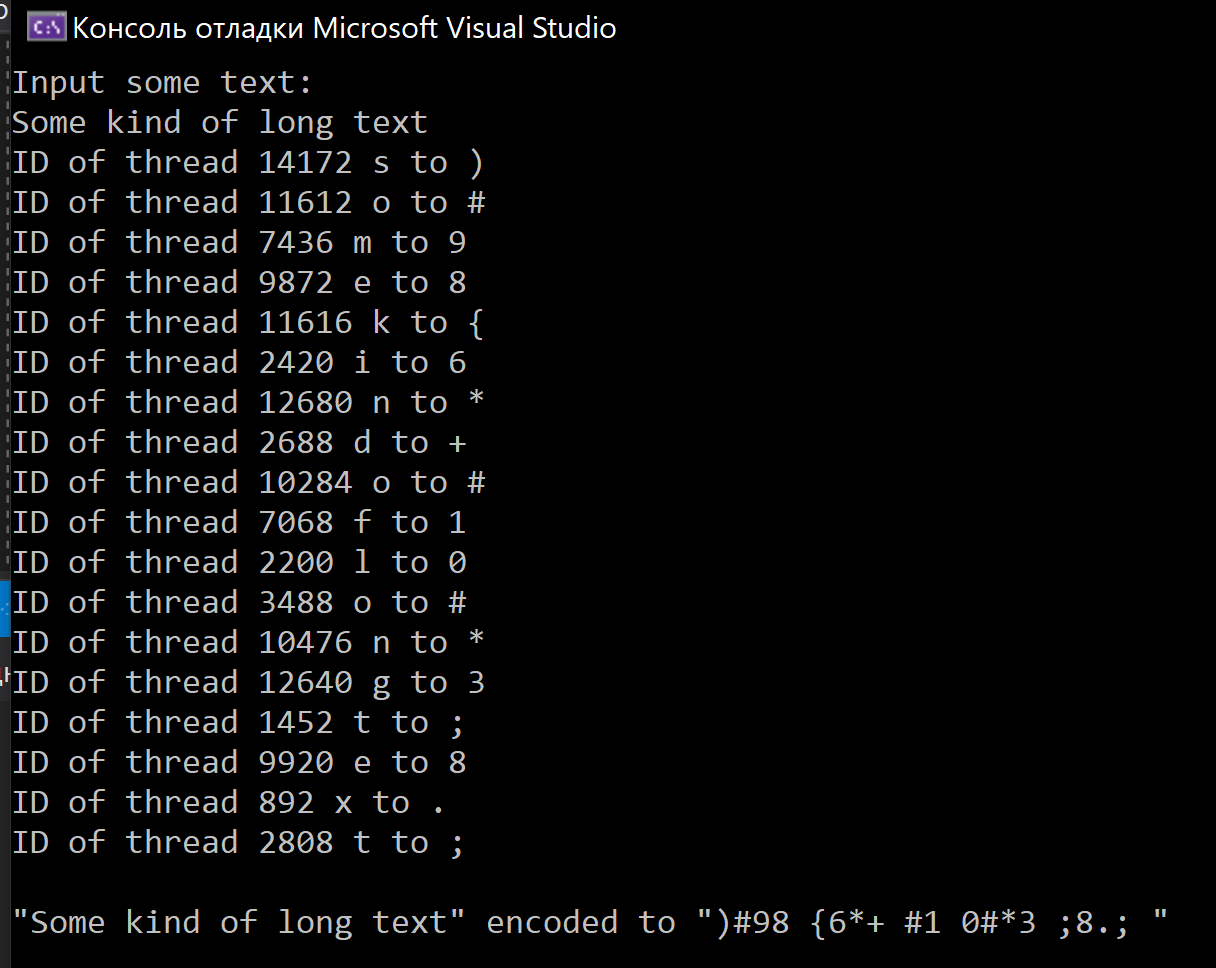 Консоль отладки Microsoft Visual Studio
Input some text:
Some kind of long text
ID of thread 14172 s to )
ID of thread 11612 o to #
ID of thread 7436 m to 9
ID of thread 9872 e to 8
ID of thread 11616 k to {
ID of thread 2420 i to 6
ID of thread 12680 n to *
ID of thread 2688 d to +
ID of thread 10284 o to #
ID of thread 7068 f to 1
ID of thread 2200 l to 0
ID of thread 3488 o to #
ID of thread 10476 n to *
ID of thread 12640 g to 3
ID of thread 1452 t to ;
ID of thread 9920 e to 8
ID of thread 892 x to .
ID of thread 2808 t to ;
"Some kind of long text" encoded to ")#98 {6*+ #1 0#*3 ;8.; "